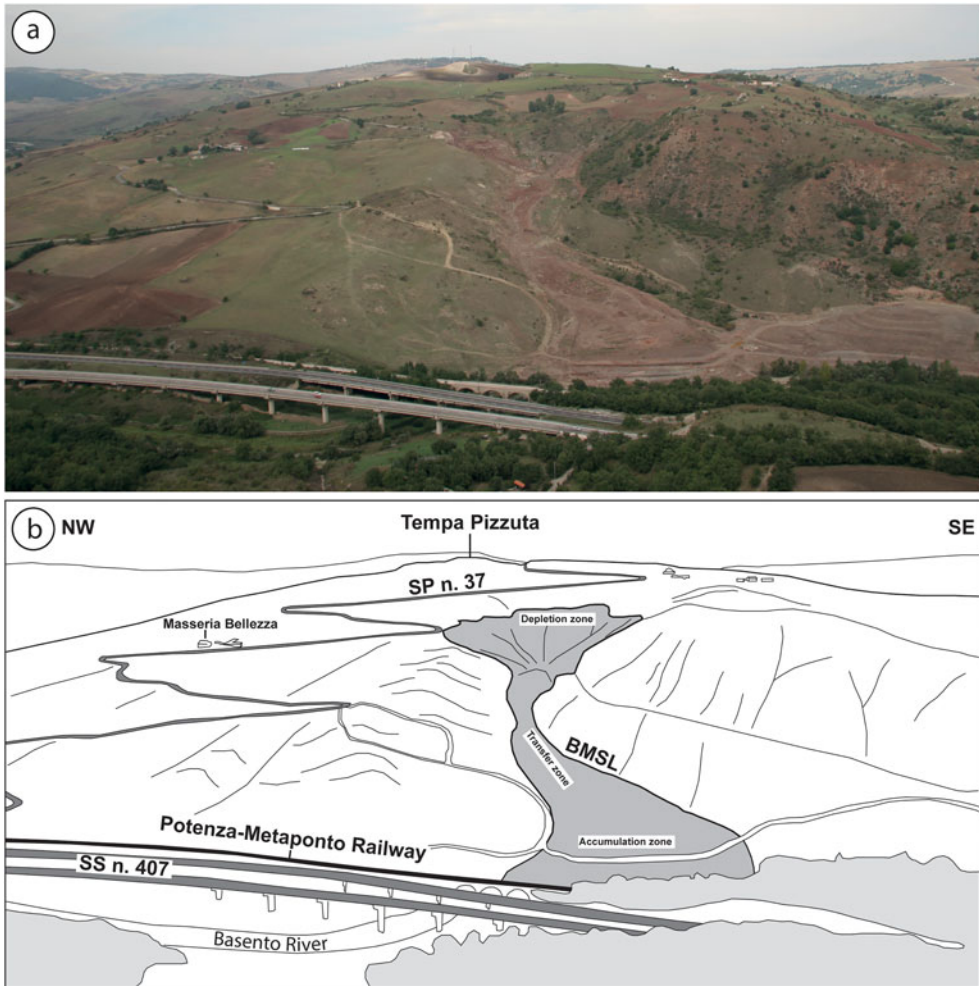 a
b
NW
Tempa Pizzuta
SE
SP n. 37
Masseria Bellezza
Depletion zone
Transfer zone
BMSL
Accumulation zone
Potenza-Metaponto Railway
SS n. 407
Basento River